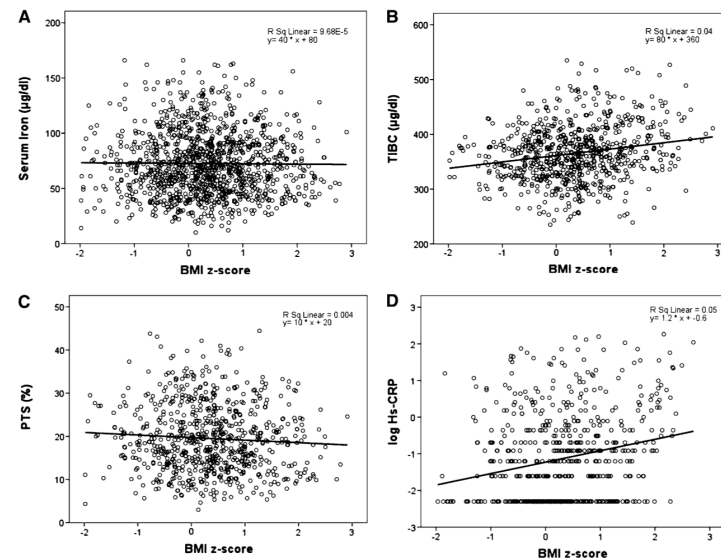 A
R Sq Linear = 9.68E-5
y= 40 * x + 80
Serum Iron (µg/dl)
200
150
100
50
0
-2 -1 0 1 2 3
BMI z-score
B
R Sq Linear = 0.04
y= 80 * x + 360
TIBC (µg/dl)
600
500
400
300
200
-2 -1 0 1 2 3
BMI z-score
C
R Sq Linear = 0.004
y= 10 * x + 20
PTS (%)
50
40
30
20
10
0
-2 -1 0 1 2 3
BMI z-score
D
R Sq Linear = 0.05
y= 1.2 * x + -0.6
log Hs-CRP
3
2
1
0
-1
-2
-3
-2 -1 0 1 2 3
BMI z-score